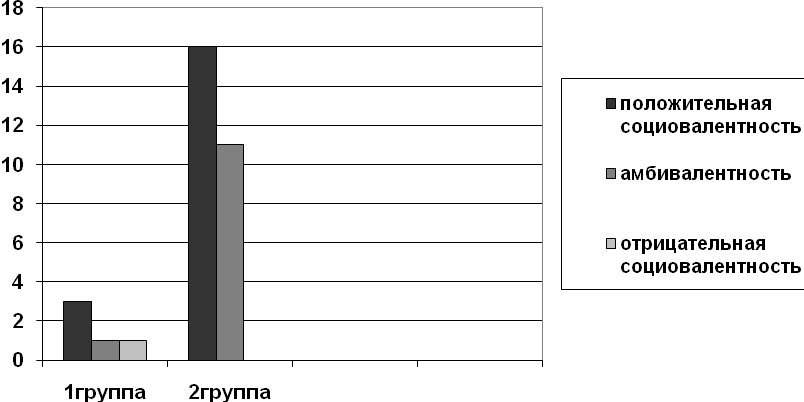 18
16
14
12
10
8
6
4
2
0
1группа 2группа
положительная
социовалентность
амбивалентность
отрицательная
социовалентность